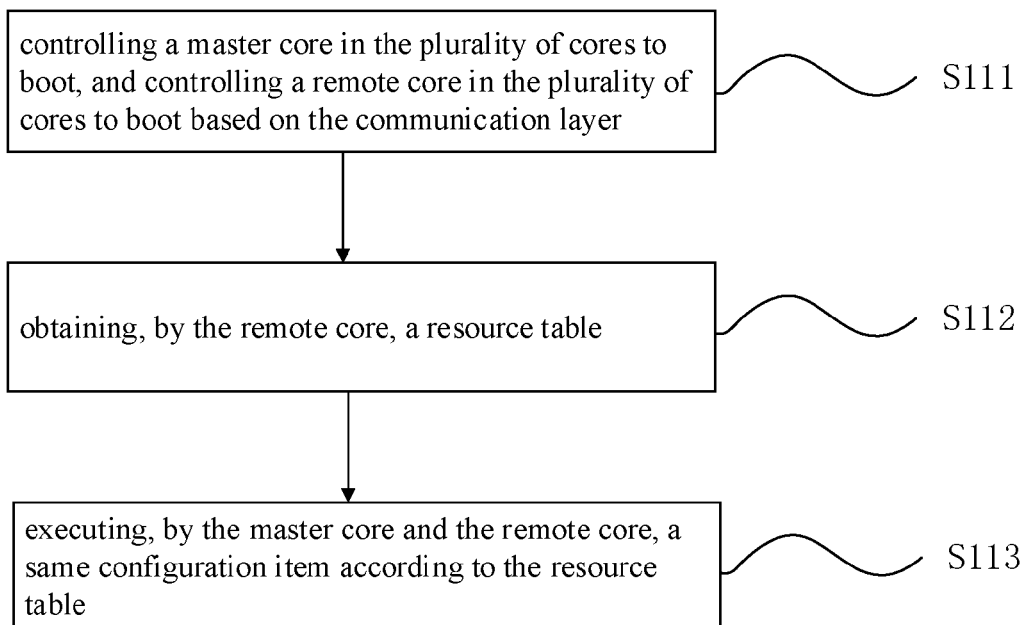 controlling a master core in the plurality of cores to
boot, and controlling a remote core in the plurality of
cores to boot based on the communication layer
S111
obtaining, by the remote core, a resource table
S112
executing, by the master core and the remote core, a
same configuration item according to the resource
table
S113